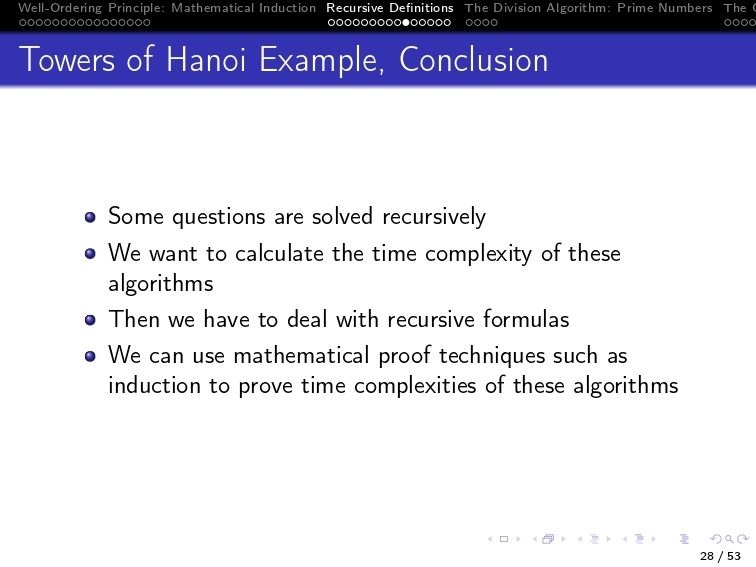 Well-Ordering Principle: Mathematical Induction Recursive Definitions The Division Algorithm: Prime Numbers The
Towers of Hanoi Example, Conclusion
Some questions are solved recursively
We want to calculate the time complexity of these
algorithms
Then we have to deal with recursive formulas
We can use mathematical proof techniques such as
induction to prove time complexities of these algorithms
28 / 53